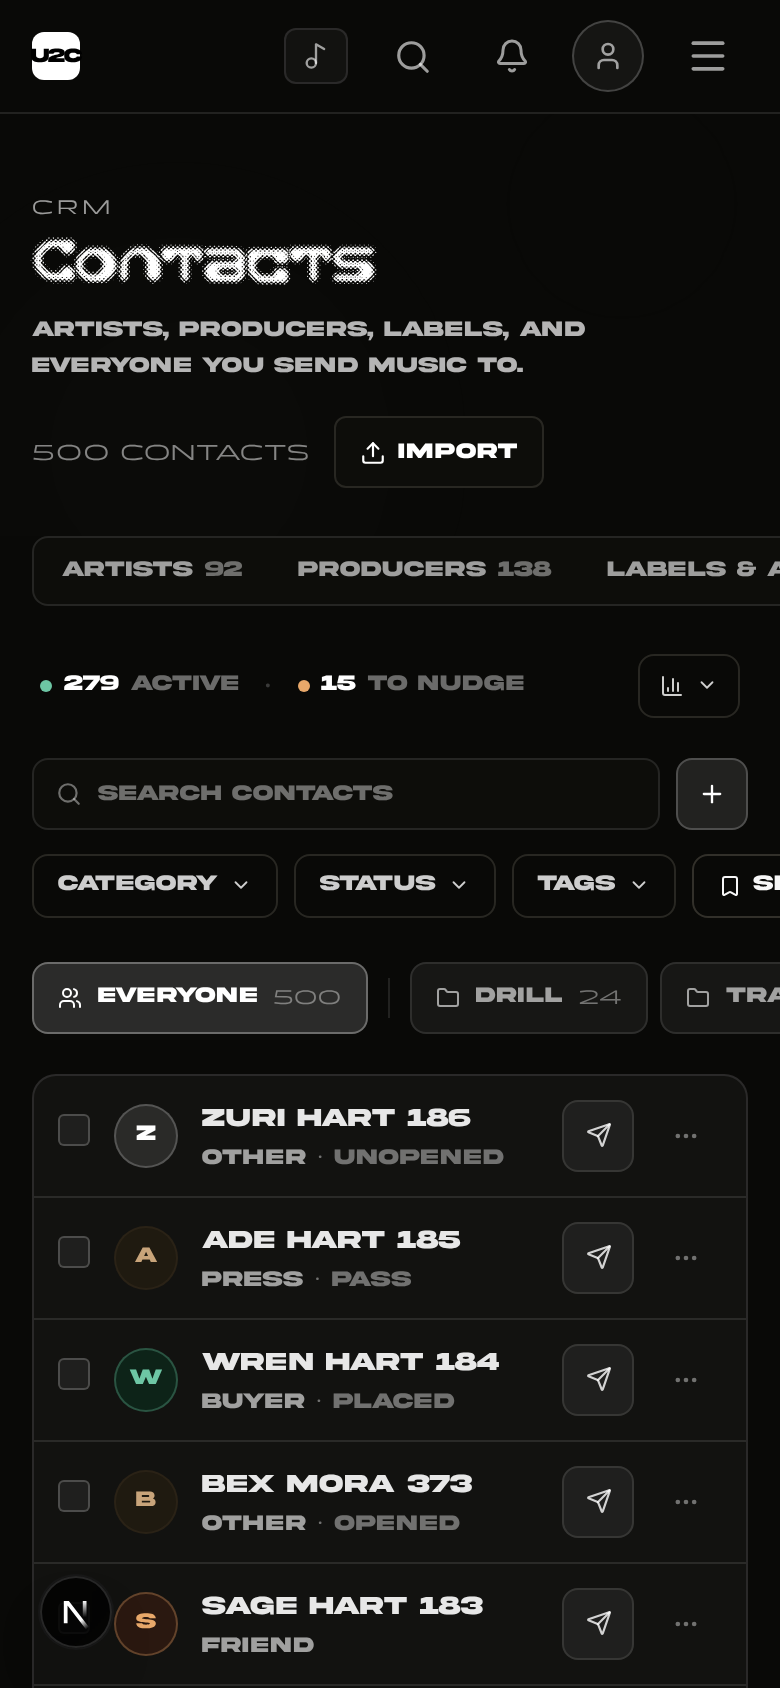 U2C
CRM
Contacts
ARTISTS, PRODUCERS, LABELS, AND
EVERYONE YOU SEND MUSIC TO.
500 CONTACTS IMPORT
ARTISTS 92 PRODUCERS 138 LABELS &
279 ACTIVE · 15 TO NUDGE
SEARCH CONTACTS
CATEGORY STATUS TAGS
EVERYONE 500 DRILL 24
Z ZURI HART 186
OTHER · UNOPENED
A ADE HART 185
PRESS · PASS
W WREN HART 184
BUYER · PLACED
B BEX MORA 373
OTHER · OPENED
N S SAGE HART 183
FRIEND